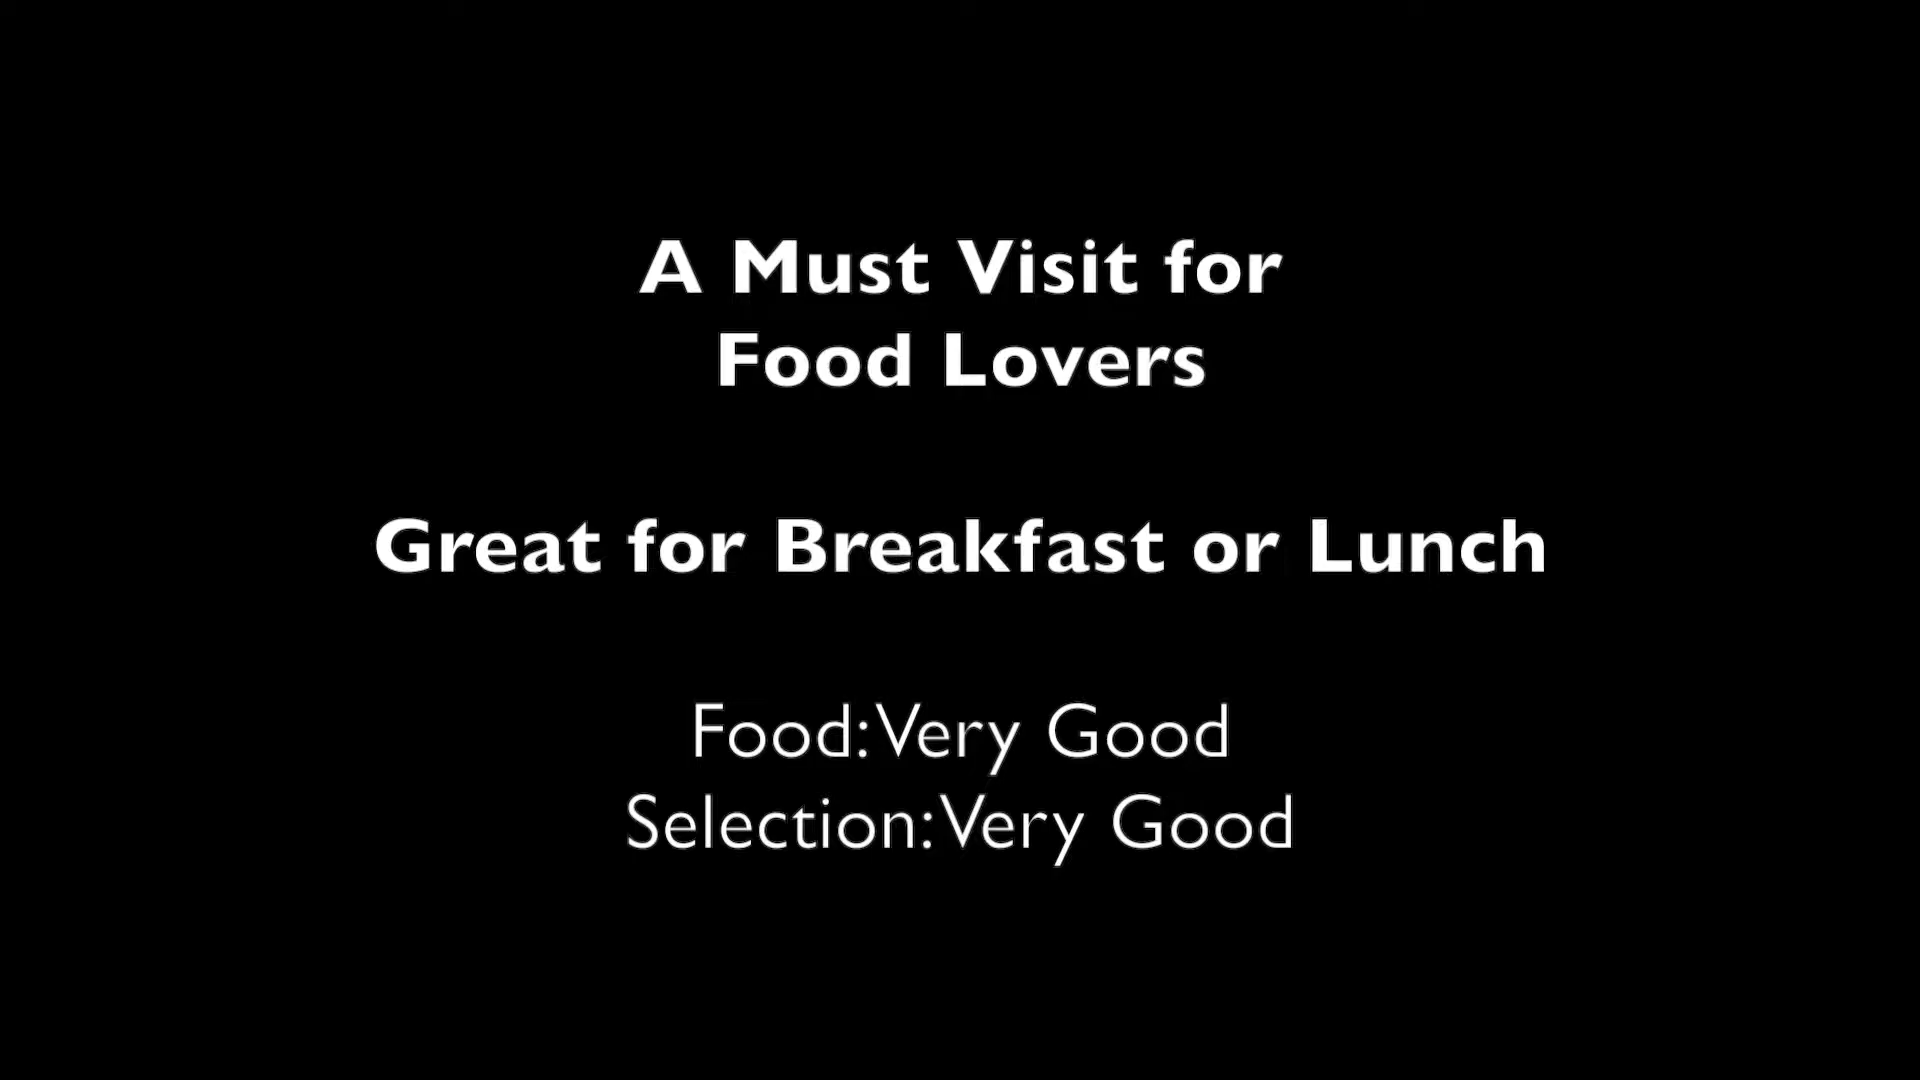 A Must Visit for
Food Lovers
Great for Breakfast or Lunch
Food: Very Good
Selection: Very Good